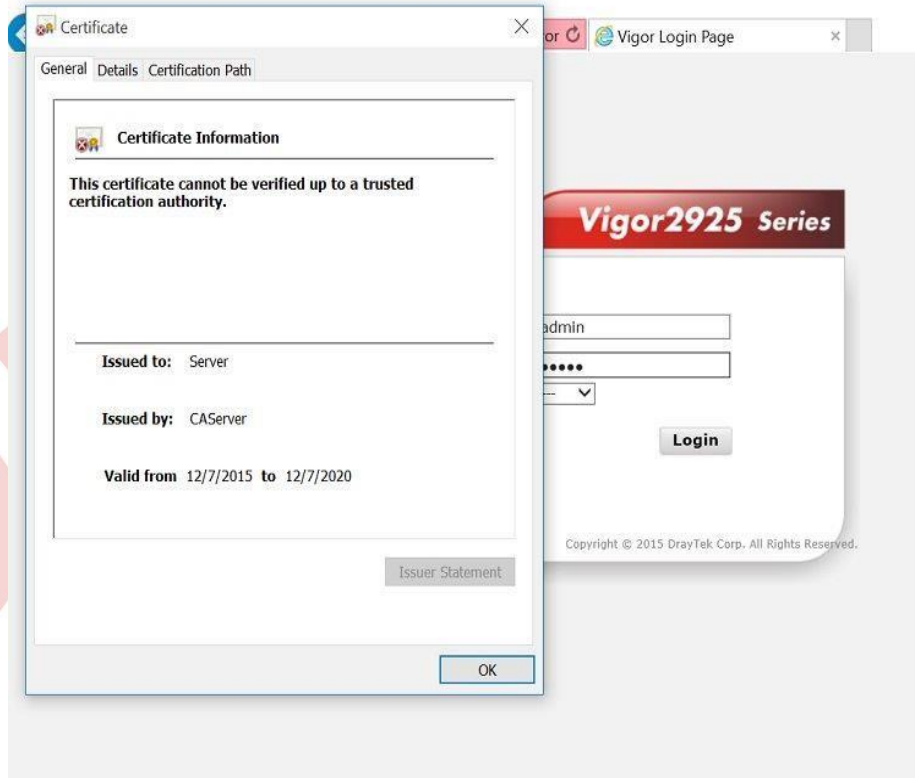 Certificate
or
Vigor Login Page
General Details Certification Path
Certificate Information
This certificate cannot be verified up to a trusted
certification authority.
Issued to: Server
Issued by: CAServer
Valid from 12/7/2015 to 12/7/2020
Issuer Statement
OK
Vigor2925 Series
admin
•••••
--
Login
Copyright © 2015 DrayTek Corp. All Rights Reserved.